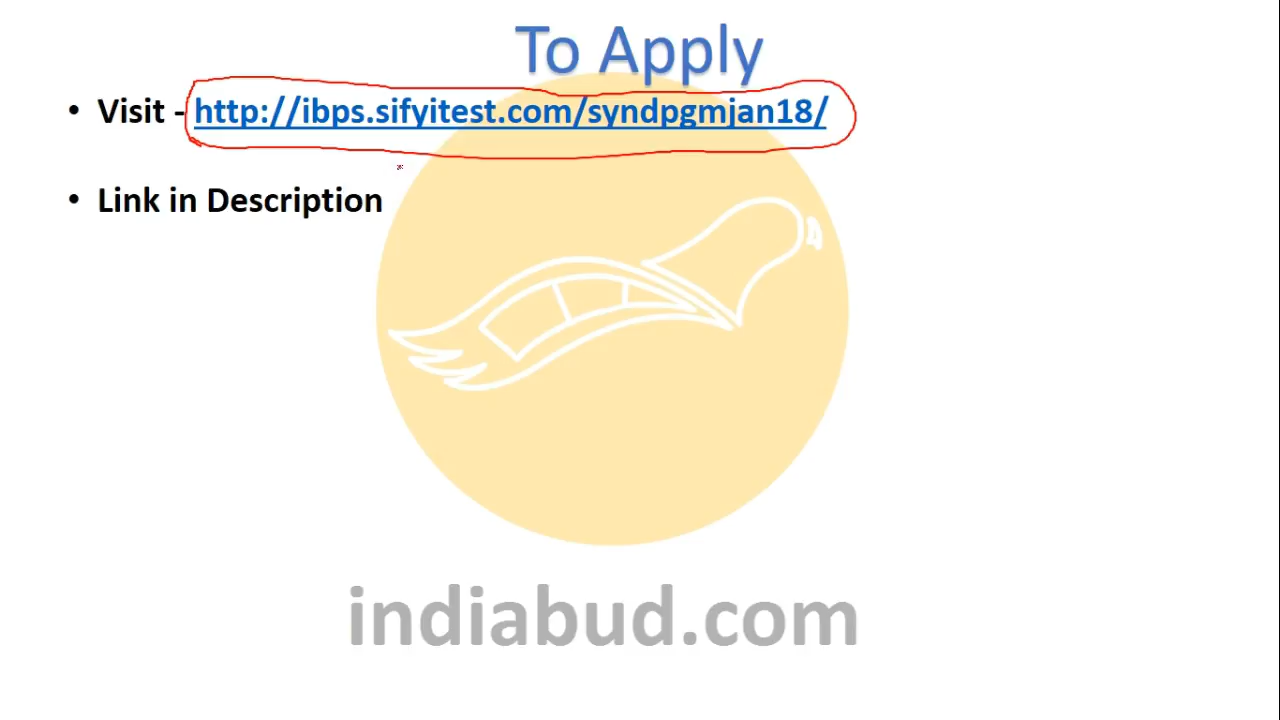 To Apply
• Visit - http://ibps.sifyitest.com/syndpgmjan18/
• Link in Description
indiabud.com